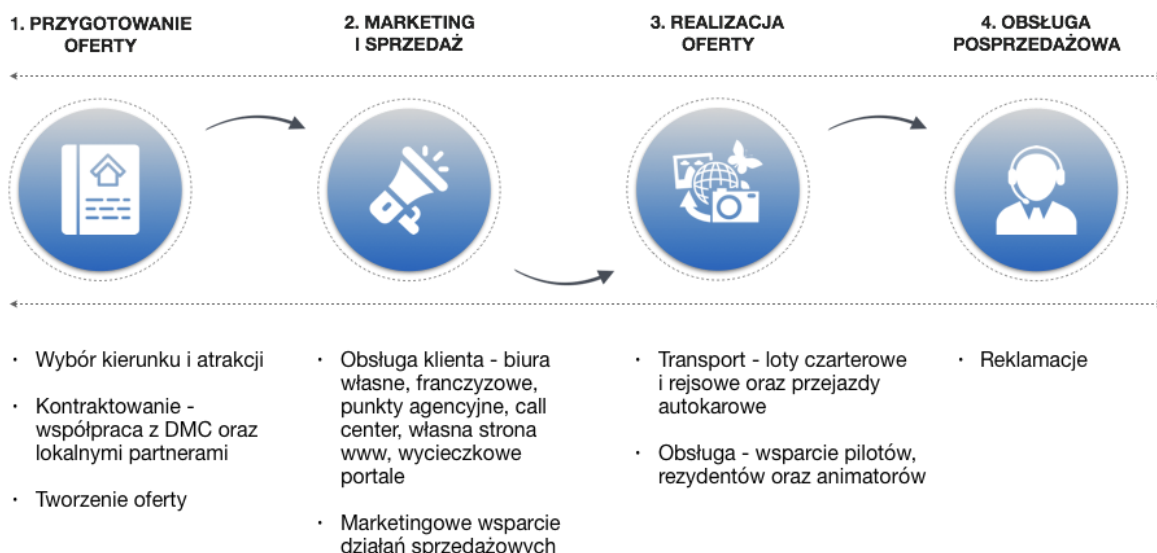 1. PRZYGOTOWANIE
OFERTY
2. MARKETING
I SPRZEDAŻ
3. REALIZACJA
OFERTY
4. OBSŁUGA
POSPRZEDAŻOWA
· Wybór kierunku i atrakcji
· Kontraktowanie -
współpraca z DMC oraz
lokalnymi partnerami
· Tworzenie oferty
· Obsługa klienta - biura
własne, franczyzowe,
punkty agencyjne, call
center, własna strona
www, wycieczkowe
portale
· Marketingowe wsparcie
działań sprzedażowych
· Transport - loty czarterowe
i rejsowe oraz przejazdy
autokarowe
· Obsługa - wsparcie pilotów,
rezydentów oraz animatorów
· Reklamacje